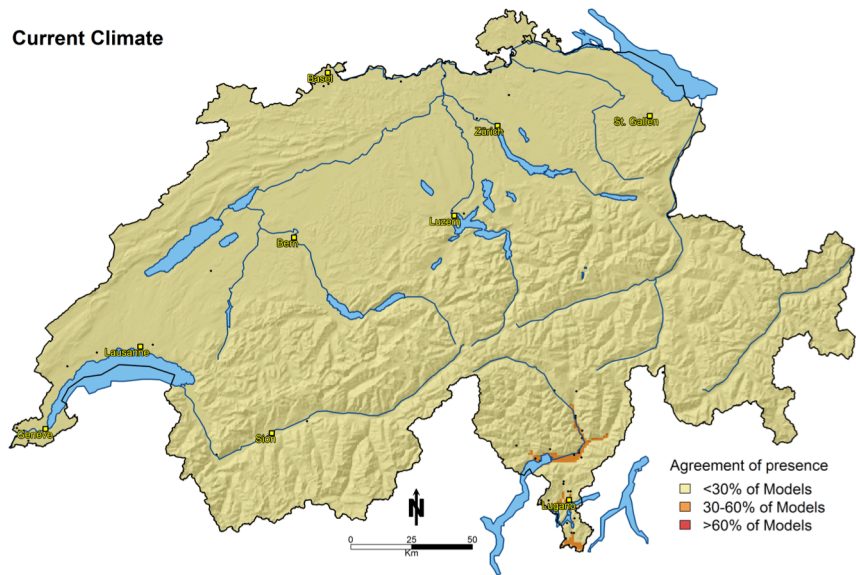 Current Climate
Basel
Zürich
St. Gallen
Luzern
Bern
Lausanne
Genève
Sion
Lugano
N
0 25 50
Km
Agreement of presence
<30% of Models
30-60% of Models
>60% of Models